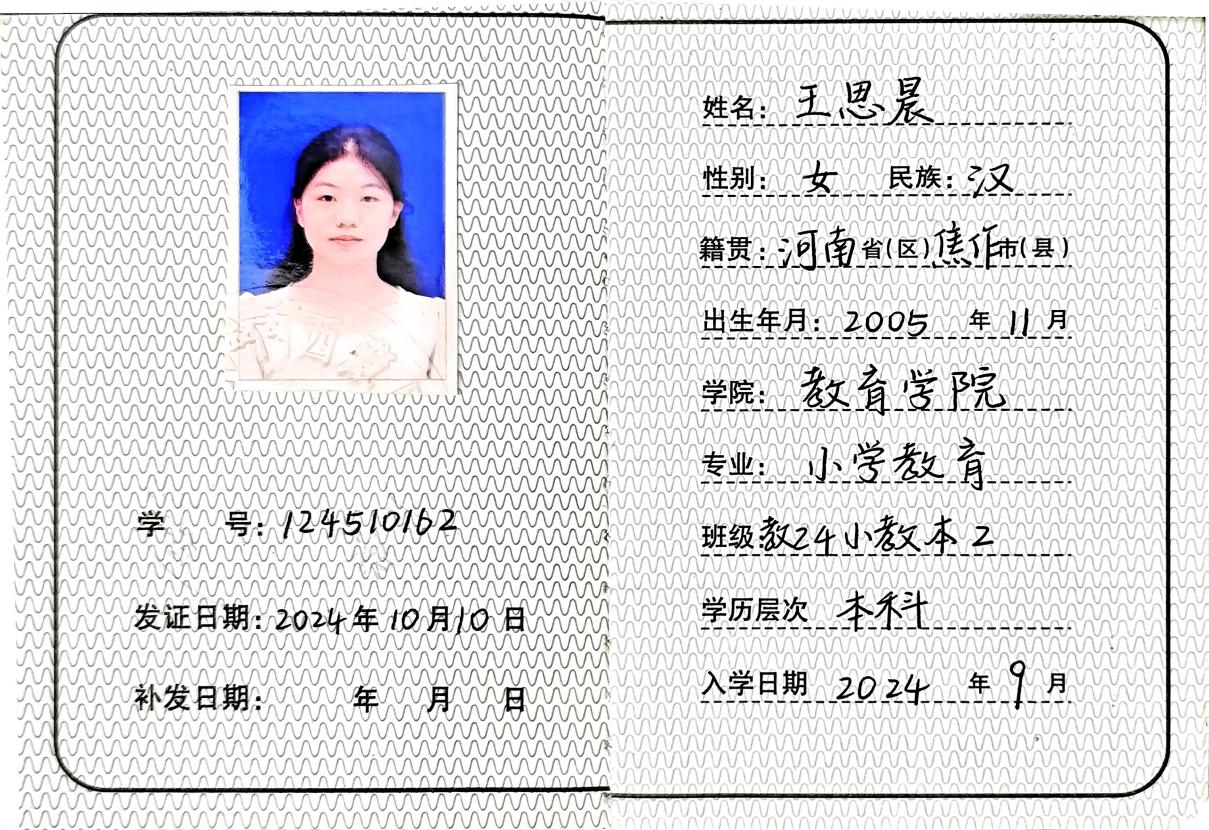 学 号: 124510162
发证日期: 2024年10月10日
补发日期: 年 月 日
姓名: 王思晨
性别: 女 民族: 汉
籍贯: 河南省(区)焦作市(县)
出生年月: 2005 年 11 月
学院: 教育学院
专业: 小学教育
班级: 教24小教本2
学历层次 本科
入学日期 2024 年 9 月